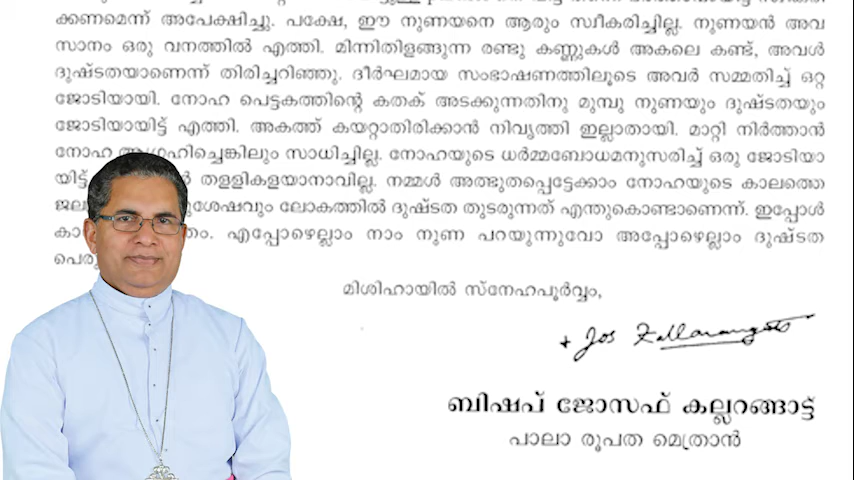 ക്കണമെന്ന് അപേക്ഷിച്ചു. പക്ഷേ, ഈ നുണയനെ ആരും സ്വീകരിച്ചില്ല. നുണയൻ അവ
സാനം ഒരു വനത്തിൽ എത്തി. മിന്നിതിളങ്ങുന്ന രണ്ടു കണ്ണുകൾ അകലെ കണ്ട്, അവൾ
ദുഷ്ടതയാണെന്ന് തിരിച്ചറിഞ്ഞു. ദീർഘമായ സംഭാഷണത്തിലൂടെ അവർ സമ്മതിച്ച് ഒറ്റ
ജോടിയായി. നോഹ പെട്ടകത്തിന്റെ കതക് അടക്കുന്നതിനു മുമ്പു നുണയും ദുഷ്ടതയും
ജോടിയായിട്ട് എത്തി. അകത്ത് കയറ്റാതിരിക്കാൻ നിവൃത്തി ഇല്ലാതായി. മാറ്റി നിർത്താൻ
നോഹ ആഗ്രഹിച്ചെങ്കിലും സാധിച്ചില്ല. നോഹയുടെ ധർമ്മബോധമനുസരിച്ച് ഒരു ജോടിയാ
യിട്ട് തള്ളികളയാനാവില്ല. നമ്മൾ അത്ഭുതപ്പെട്ടേക്കാം നോഹയുടെ കാലത്തെ
ലോകത്തിൽ ദുഷ്ടത തുടരുന്നത് എന്തുകൊണ്ടാണെന്ന്. ഇപ്പോൾ
എപ്പോഴെല്ലാം നാം നുണ പറയുന്നുവോ അപ്പോഴെല്ലാം ദുഷ്ടത
മിശിഹായിൽ സ്നേഹപൂർവ്വം,
+ Jos Kallarangatt
ബിഷപ് ജോസഫ് കല്ലറങ്ങാട്ട്
പാലാ രൂപത മെത്രാൻ